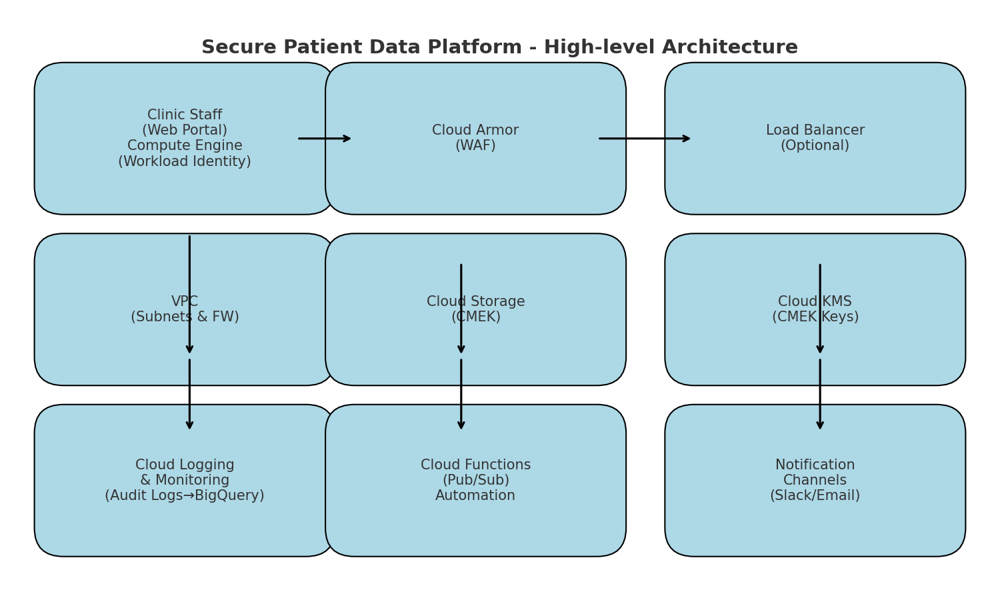 Secure Patient Data Platform - High-level Architecture
Clinic Staff
(Web Portal)
Compute Engine
(Workload Identity)
Cloud Armor
(WAF)
Load Balancer
(Optional)
VPC
(Subnets & FW)
Cloud Storage
(CMEK)
Cloud KMS
(CMEK Keys)
Cloud Logging
& Monitoring
(Audit Logs→BigQuery)
Cloud Functions
(Pub/Sub)
Automation
Notification
Channels
(Slack/Email)